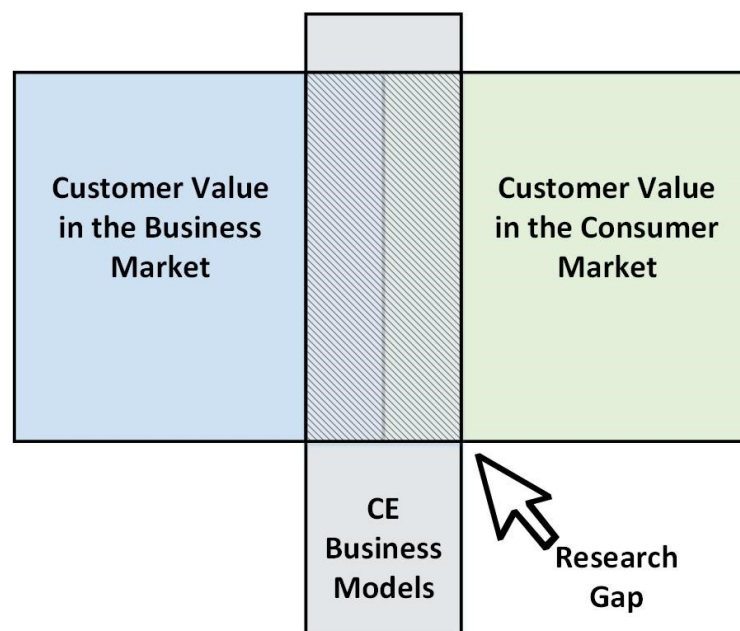 Customer Value
in the Business
Market
Customer Value
in the Consumer
Market
CE
Business
Models
Research
Gap